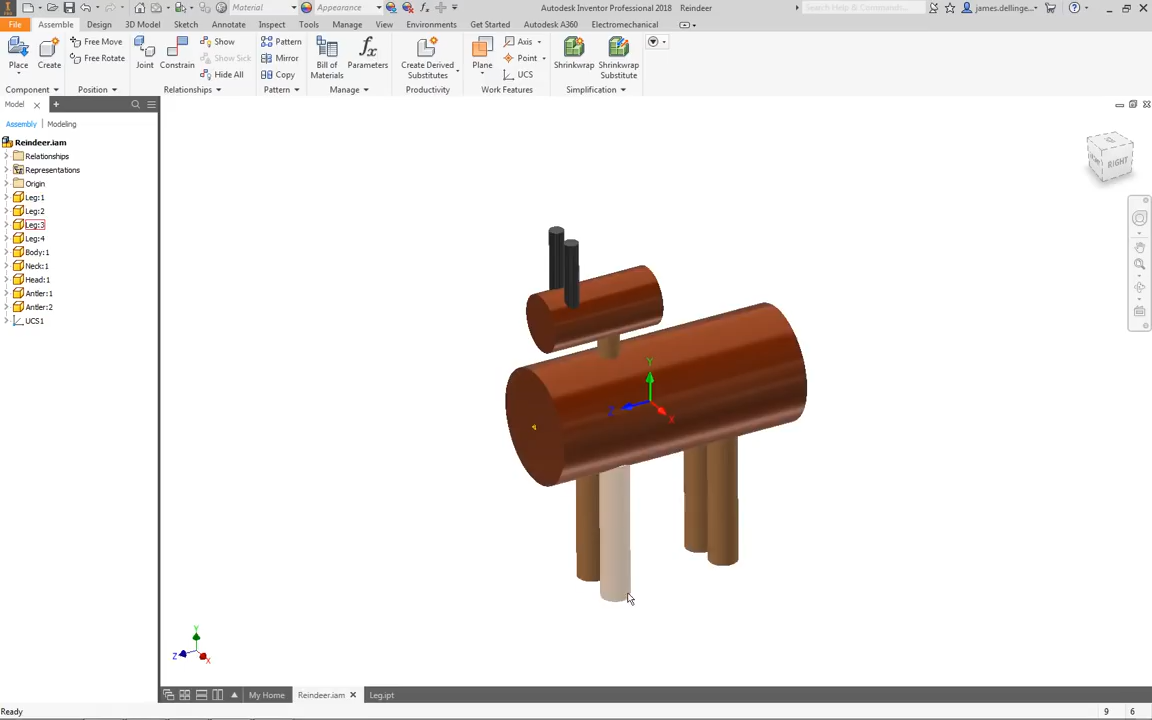 Material
Appearance
Autodesk Inventor Professional 2018   Reindeer
Search Help & Commands...
james.dellinge...
File
Assemble
Design
3D Model
Sketch
Annotate
Inspect
Tools
Manage
View
Environments
Get Started
Autodesk A360
Electromechanical
Place
Create
Free Move
Free Rotate
Component
Position
Joint
Constrain
Show
Show Sick
Hide All
Relationships
Pattern
Mirror
Copy
Pattern
Bill of
Materials
Parameters
Manage
Create Derived
Substitutes
Productivity
Plane
Axis
Point
UCS
Work Features
Shrinkwrap
Shrinkwrap
Substitute
Simplification
Model
Assembly
Modeling
Reindeer.iam
Relationships
Representations
Origin
Leg:1
Leg:2
Leg:3
Leg:4
Body:1
Neck:1
Head:1
Antler:1
Antler:2
UCS1
RIGHT
Y
Z
X
Y
Z
X
My Home
Reindeer.iam
Leg.ipt
Ready
9
6